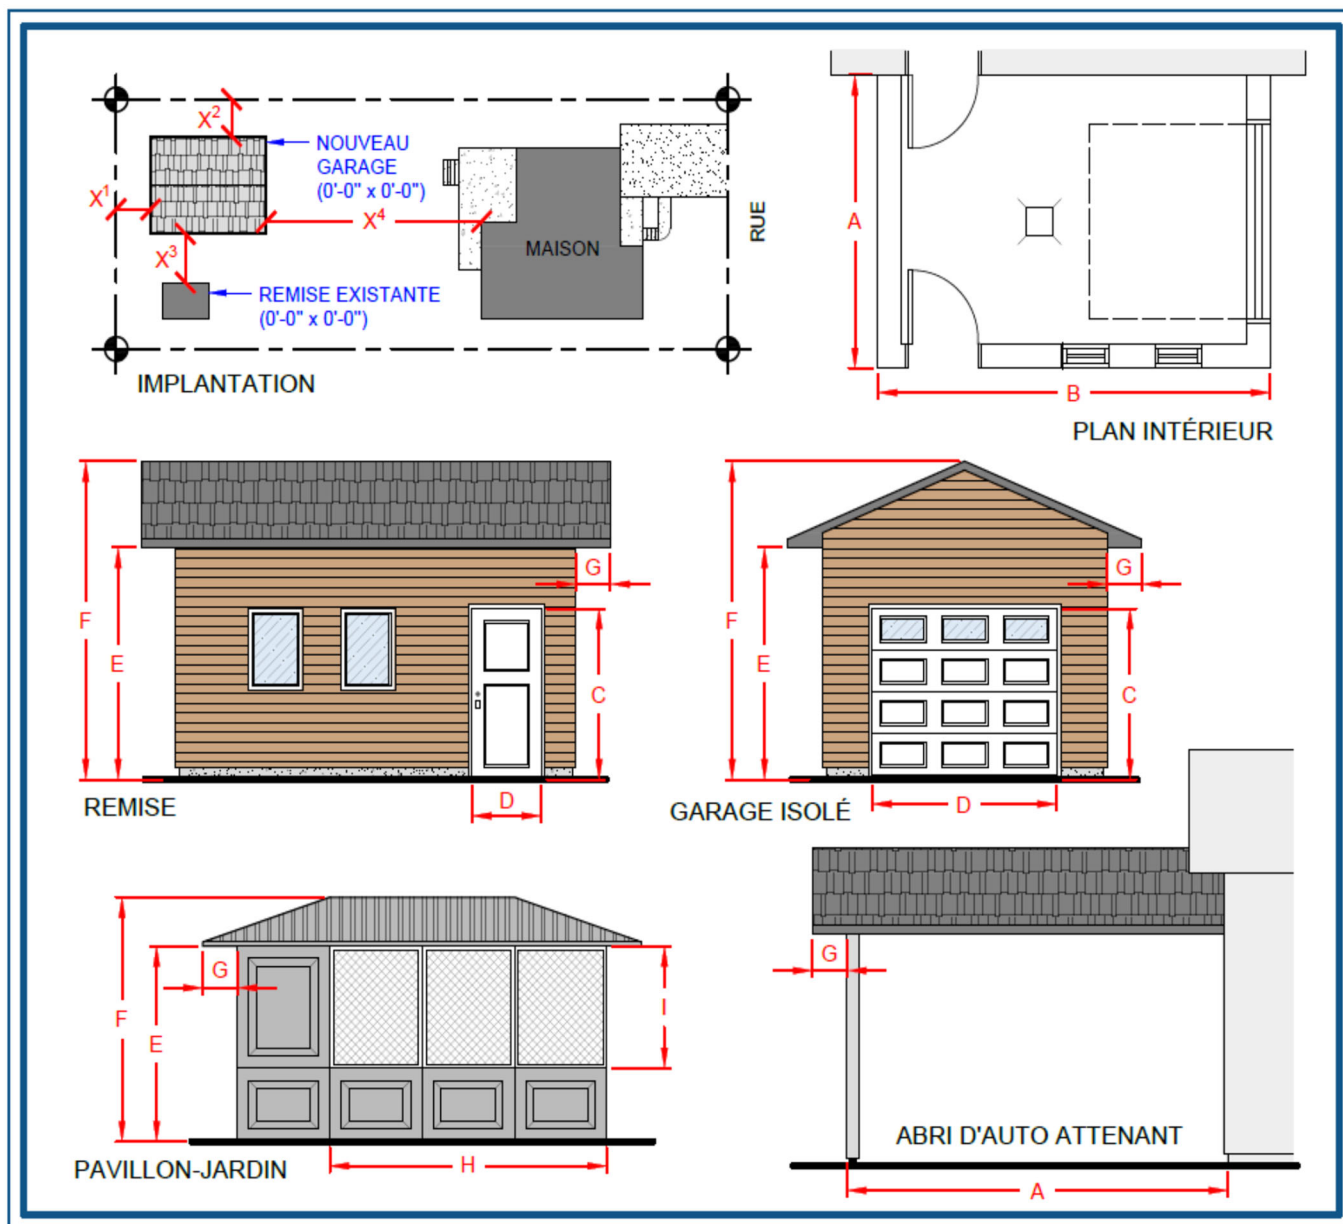 X²
NOUVEAU
GARAGE
(0'-0" x 0'-0")
X¹
X⁴
X³
MAISON
RUE
REMISE EXISTANTE
(0'-0" x 0'-0")
IMPLANTATION
A
B
PLAN INTÉRIEUR
F
E
G
C
D
REMISE
F
E
G
C
D
GARAGE ISOLÉ
F
G
E
I
H
PAVILLON-JARDIN
G
ABRI D'AUTO ATTENANT
A